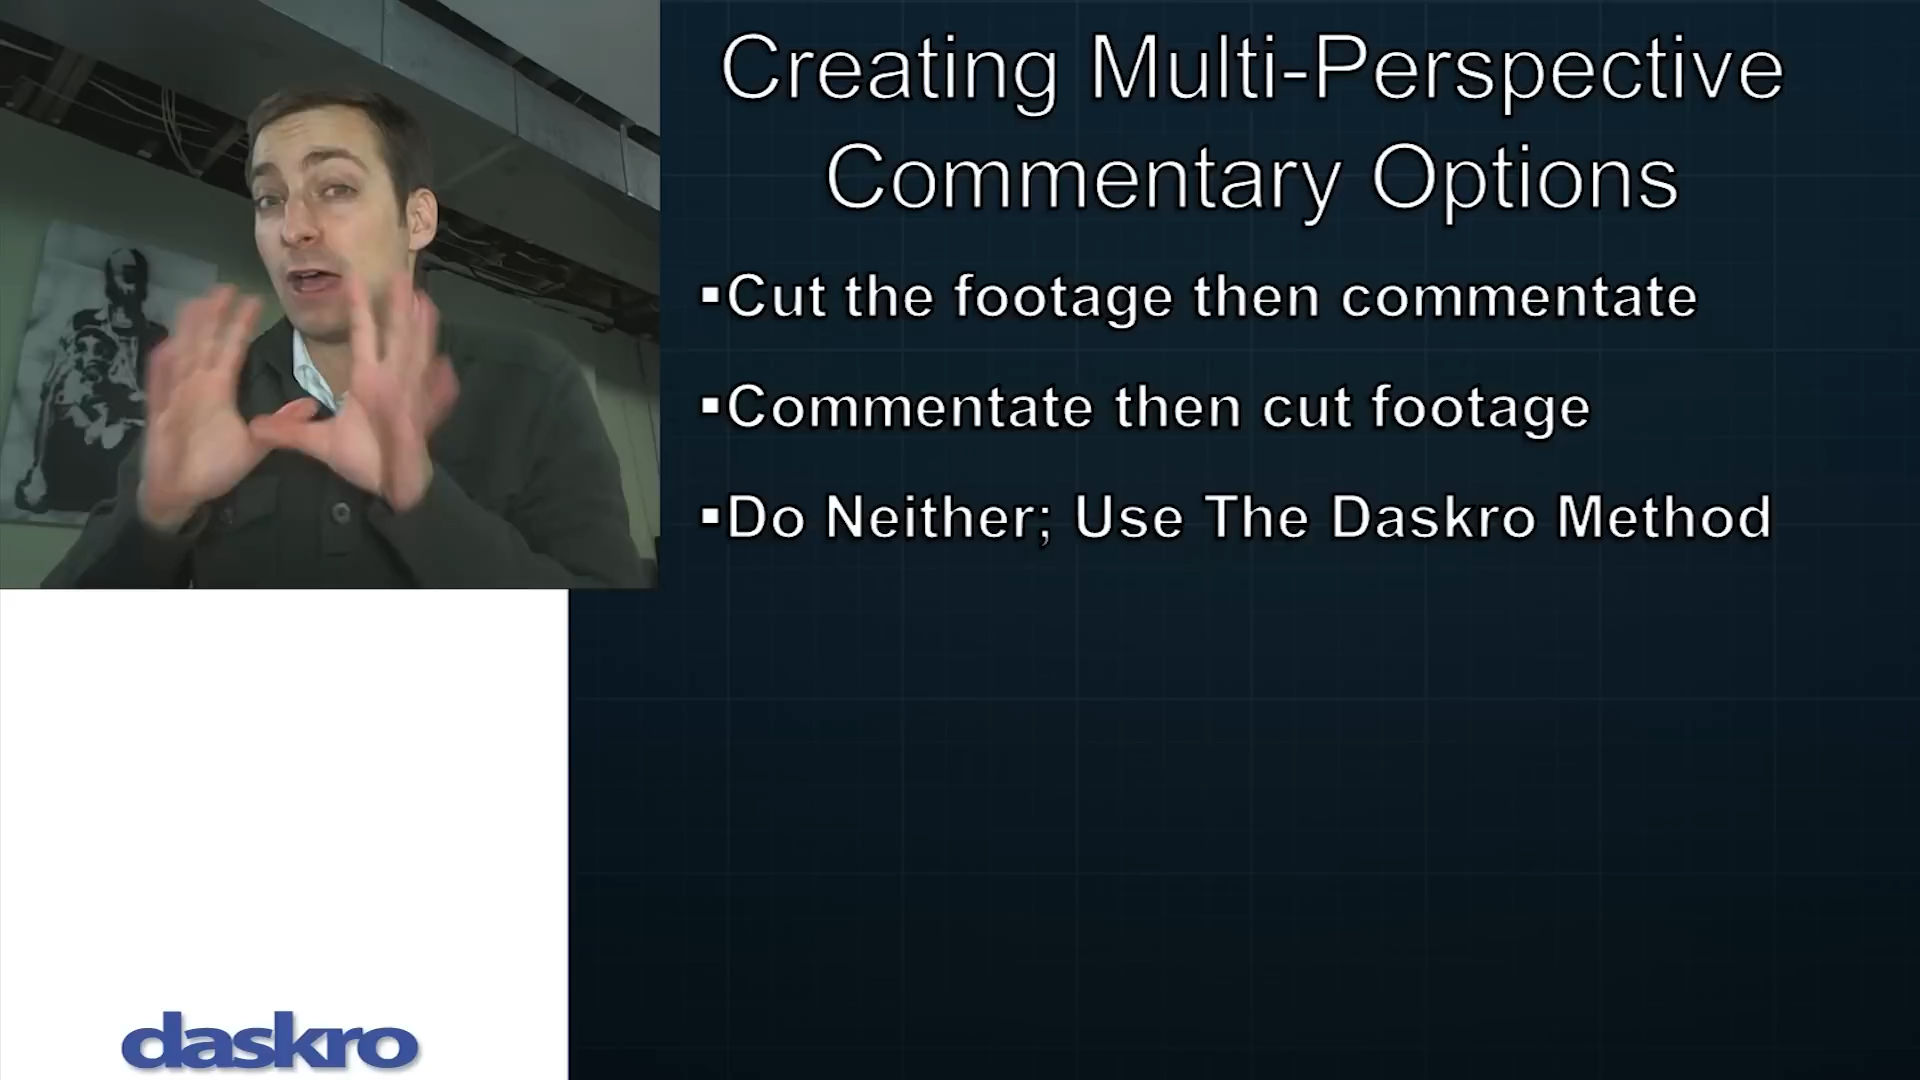 Creating Multi-Perspective
Commentary Options
▪Cut the footage then commentate
▪Commentate then cut footage
▪Do Neither; Use The Daskro Method
daskro